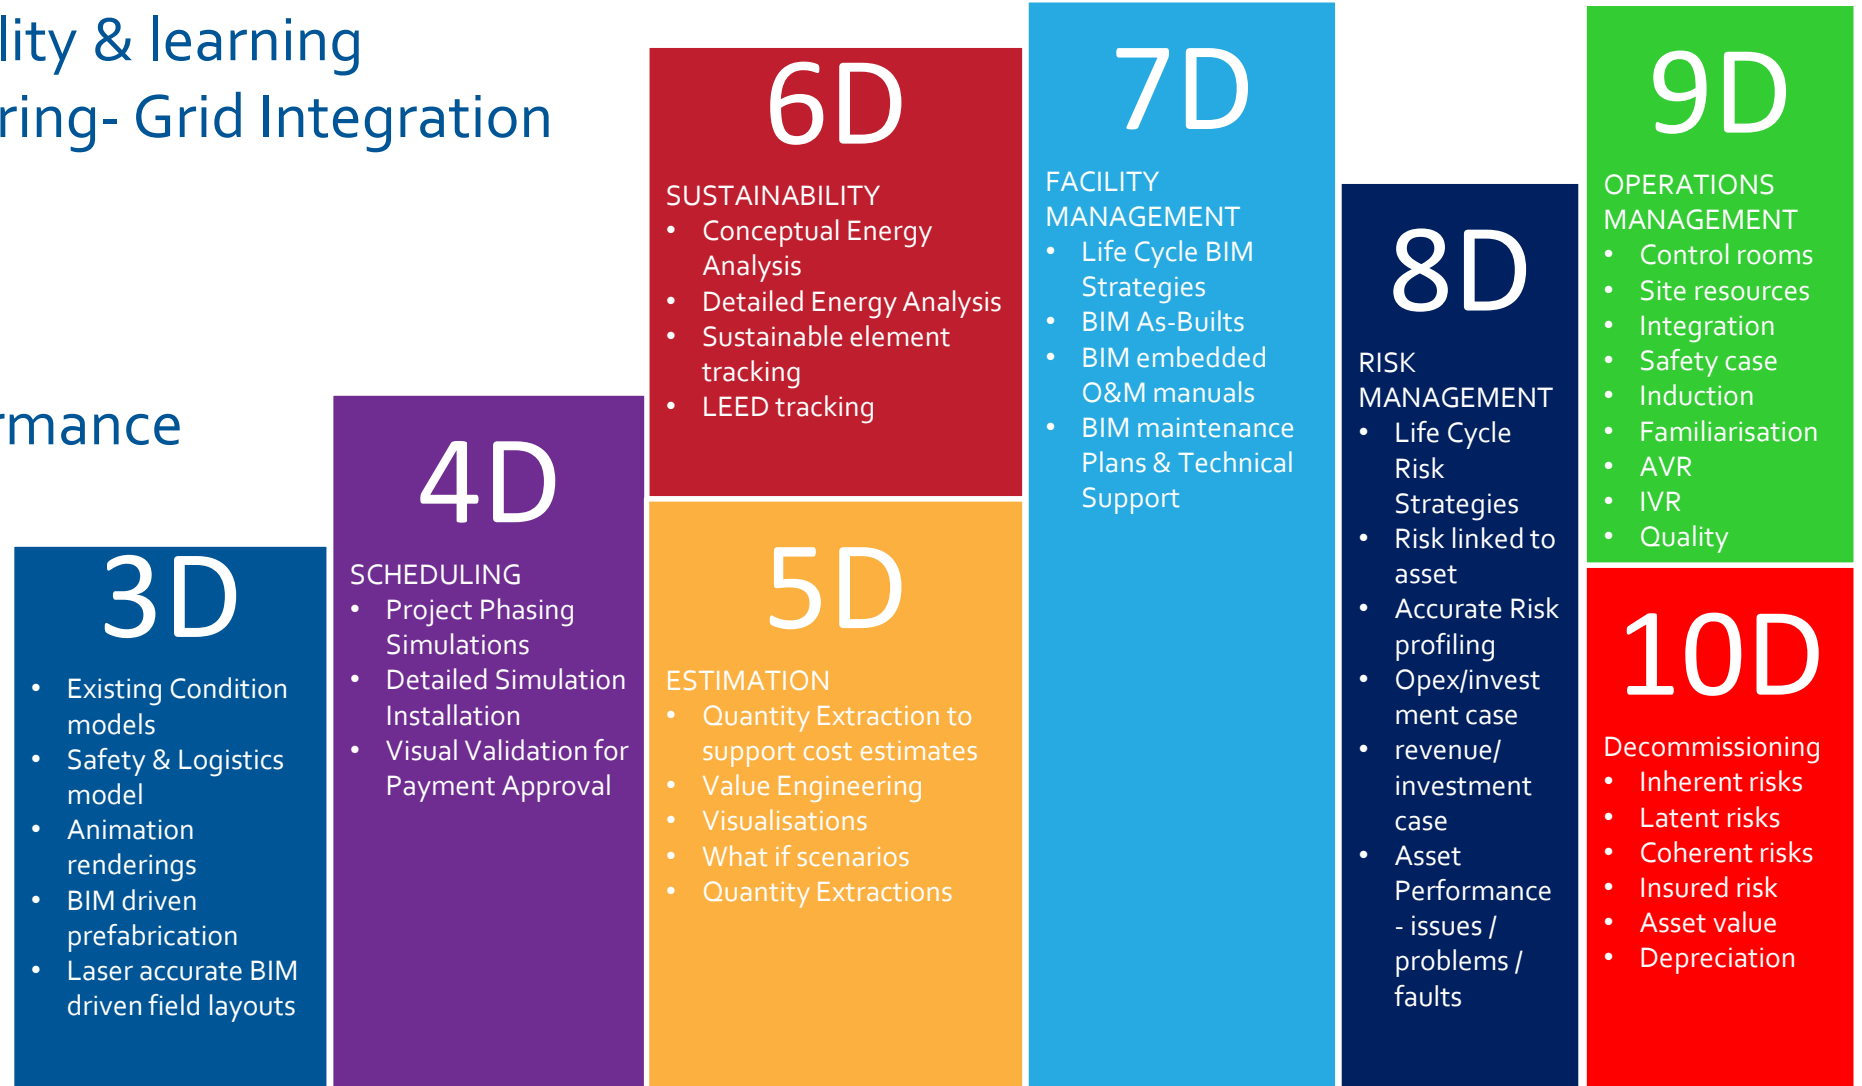 lity & learning
ring- Grid Integration
rmance
3D
• Existing Condition
models
• Safety & Logistics
model
• Animation
renderings
• BIM driven
prefabrication
• Laser accurate BIM
driven field layouts
4D
SCHEDULING
• Project Phasing
Simulations
• Detailed Simulation
Installation
• Visual Validation for
Payment Approval
6D
SUSTAINABILITY
• Conceptual Energy
Analysis
• Detailed Energy Analysis
• Sustainable element
tracking
• LEED tracking
5D
ESTIMATION
• Quantity Extraction to
support cost estimates
• Value Engineering
• Visualisations
• What if scenarios
• Quantity Extractions
7D
FACILITY
MANAGEMENT
• Life Cycle BIM
Strategies
• BIM As-Builts
• BIM embedded
O&M manuals
• BIM maintenance
Plans & Technical
Support
8D
RISK
MANAGEMENT
• Life Cycle
Risk
Strategies
• Risk linked to
asset
• Accurate Risk
profiling
• Opex/invest
ment case
• revenue/
investment
case
• Asset
Performance
- issues /
problems /
faults
9D
OPERATIONS
MANAGEMENT
• Control rooms
• Site resources
• Integration
• Safety case
• Induction
• Familiarisation
• AVR
• IVR
• Quality
10D
Decommissioning
• Inherent risks
• Latent risks
• Coherent risks
• Insured risk
• Asset value
• Depreciation